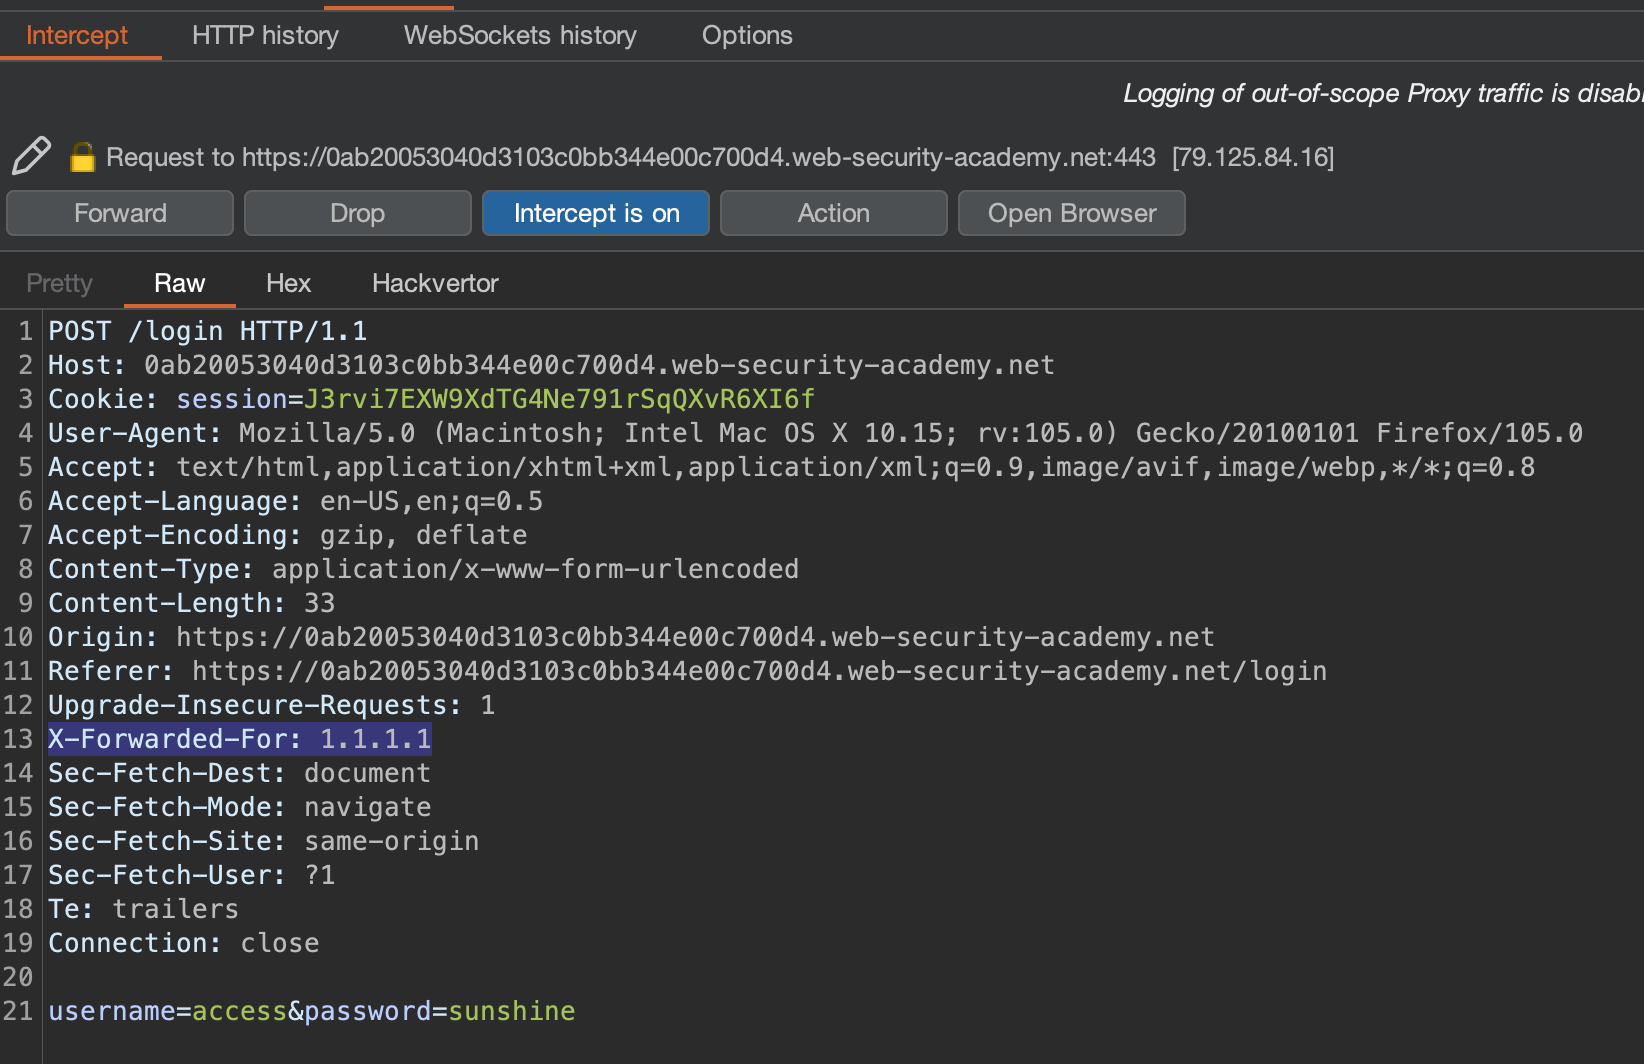 Intercept HTTP history WebSockets history Options
Logging of out-of-scope Proxy traffic is disabl
Request to https://0ab20053040d3103c0bb344e00c700d4.web-security-academy.net:443 [79.125.84.16]
Forward Drop Intercept is on Action Open Browser
Pretty Raw Hex Hackvertor
1 POST /login HTTP/1.1
2 Host: 0ab20053040d3103c0bb344e00c700d4.web-security-academy.net
3 Cookie: session=J3rvi7EXW9XdTG4Ne791rSqQXvR6XI6f
4 User-Agent: Mozilla/5.0 (Macintosh; Intel Mac OS X 10.15; rv:105.0) Gecko/20100101 Firefox/105.0
5 Accept: text/html,application/xhtml+xml,application/xml;q=0.9,image/avif,image/webp,*/*;q=0.8
6 Accept-Language: en-US,en;q=0.5
7 Accept-Encoding: gzip, deflate
8 Content-Type: application/x-www-form-urlencoded
9 Content-Length: 33
10 Origin: https://0ab20053040d3103c0bb344e00c700d4.web-security-academy.net
11 Referer: https://0ab20053040d3103c0bb344e00c700d4.web-security-academy.net/login
12 Upgrade-Insecure-Requests: 1
13 X-Forwarded-For: 1.1.1.1
14 Sec-Fetch-Dest: document
15 Sec-Fetch-Mode: navigate
16 Sec-Fetch-Site: same-origin
17 Sec-Fetch-User: ?1
18 Te: trailers
19 Connection: close
20
21 username=access&password=sunshine